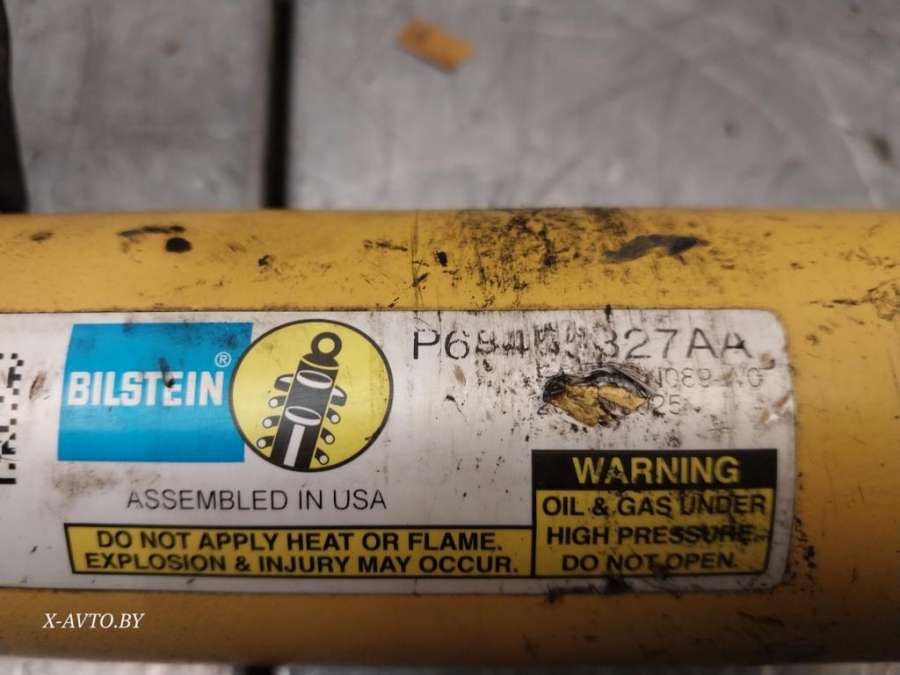 BILSTEIN®
ASSEMBLED IN USA
DO NOT APPLY HEAT OR FLAME.
EXPLOSION & INJURY MAY OCCUR.
WARNING
OIL & GAS UNDER
HIGH PRESSURE.
DO NOT OPEN.
X-AVTO.BY